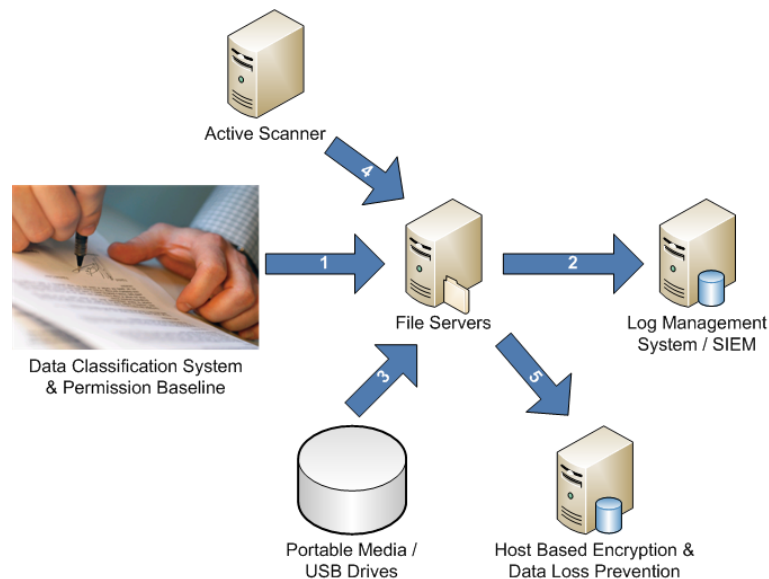 Active Scanner
4
1
2
File Servers
Log Management
System / SIEM
Data Classification System
& Permission Baseline
3
5
Portable Media /
USB Drives
Host Based Encryption &
Data Loss Prevention